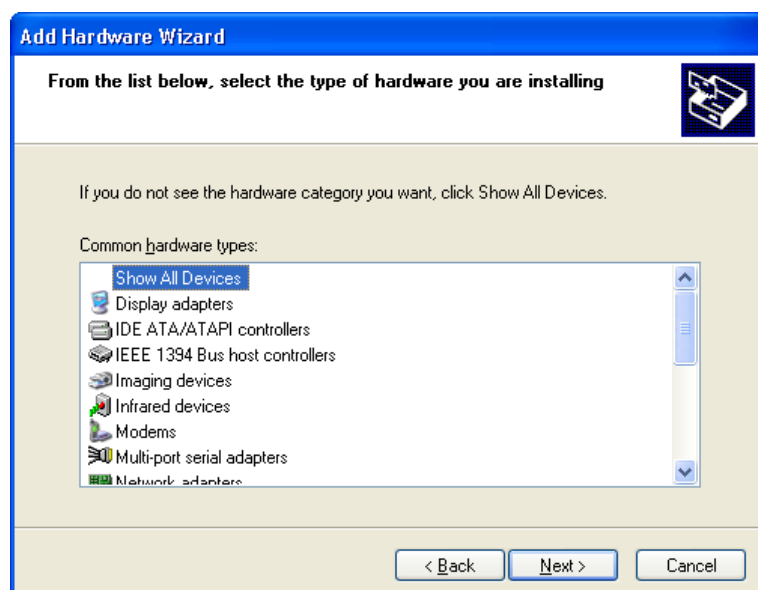 Add Hardware Wizard
From the list below, select the type of hardware you are installing
If you do not see the hardware category you want, click Show All Devices.
Common hardware types:
Show All Devices
Display adapters
IDE ATA/ATAPI controllers
IEEE 1394 Bus host controllers
Imaging devices
Infrared devices
Modems
Multi-port serial adapters
Network adapters
< Back
Next >
Cancel